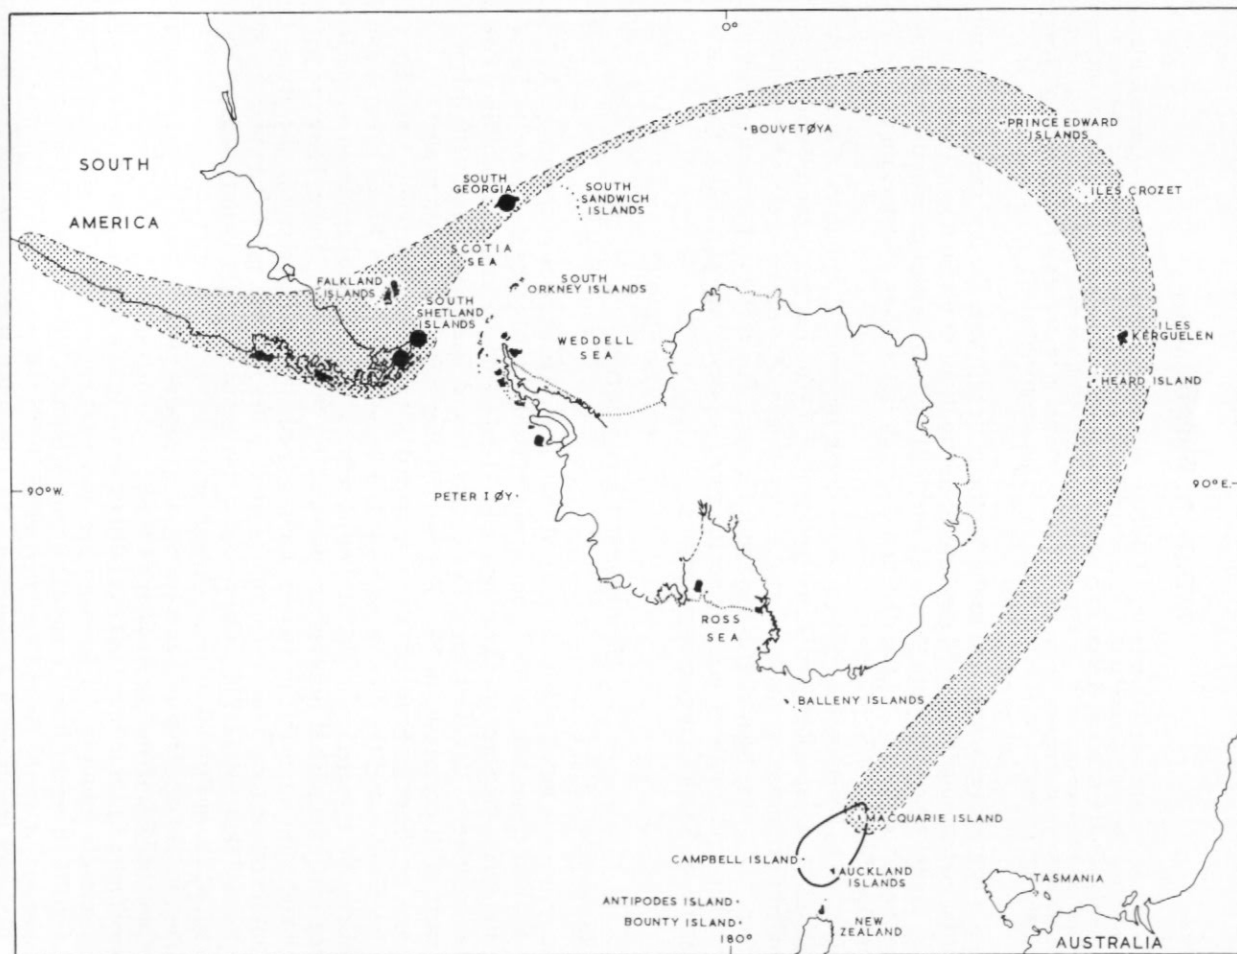 0°
SOUTH
AMERICA
BOUVETØYA
PRINCE EDWARD
ISLANDS
SOUTH
GEORGIA
SOUTH
SANDWICH
ISLANDS
ILES CROZET
SCOTIA
SEA
FALKLAND
ISLANDS
SOUTH
ORKNEY ISLANDS
SOUTH
SHETLAND
ISLANDS
WEDDELL
SEA
ILES
KERGUELEN
HEARD ISLAND
90°W.
PETER I ØY
90°E.
ROSS
SEA
BALLENY ISLANDS
MACQUARIE ISLAND
CAMPBELL ISLAND
AUCKLAND
ISLANDS
TASMANIA
ANTIPODES ISLAND
BOUNTY ISLAND
NEW
ZEALAND
180°
AUSTRALIA